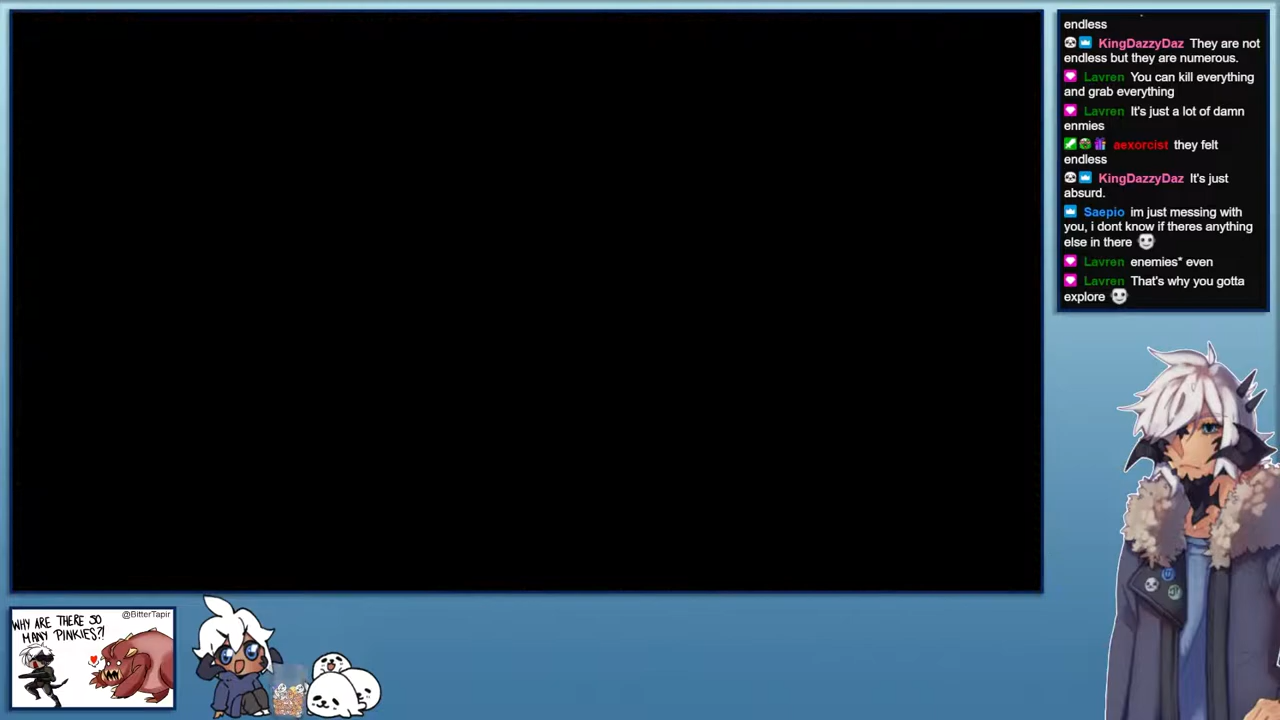 endless
KingDazzyDaz They are not
endless but they are numerous.
Lavren You can kill everything
and grab everything
Lavren It's just a lot of damn
enmies
aexorcist they felt
endless
KingDazzyDaz It's just
absurd.
Saepio im just messing with
you, i dont know if theres anything
else in there
Lavren enemies* even
Lavren That's why you gotta
explore
@BitterTapir
WHY ARE THERE SO
MANY PINKIES?!